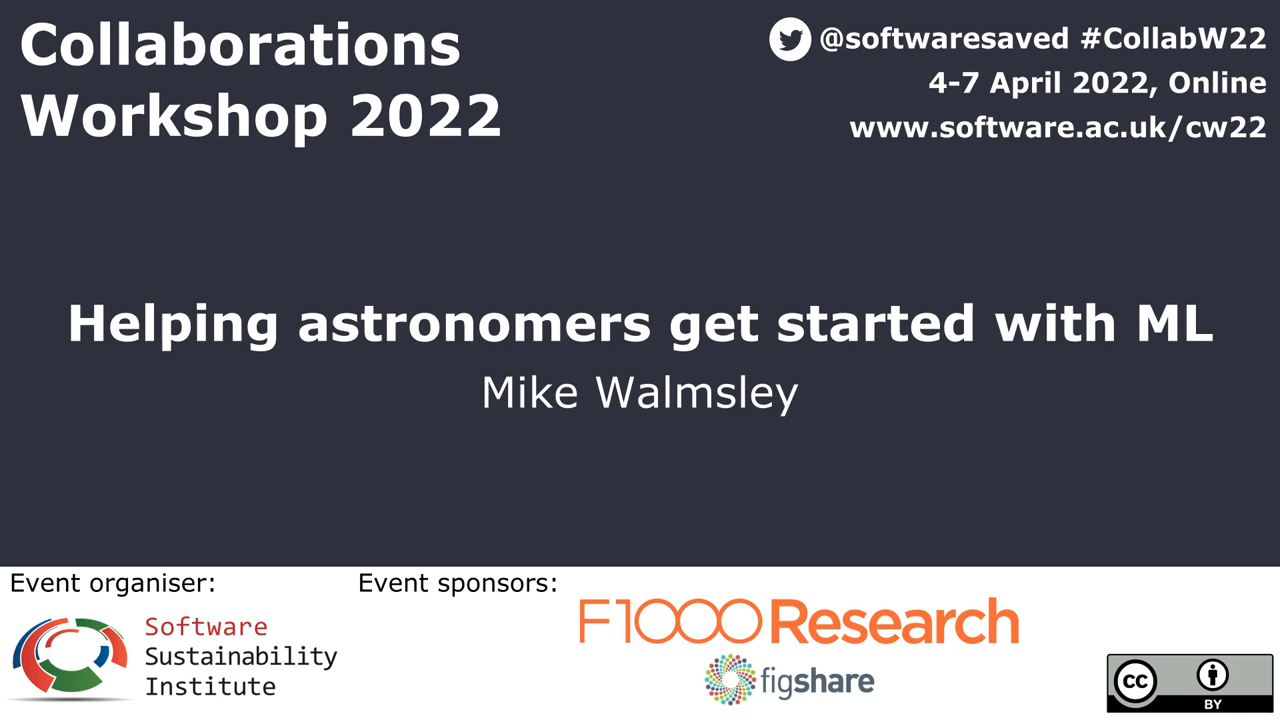 Collaborations
Workshop 2022
@softwaresaved #CollabW22
4-7 April 2022, Online
www.software.ac.uk/cw22
Helping astronomers get started with ML
Mike Walmsley
Event organiser:
Event sponsors:
Software
Sustainability
Institute
F1000Research
figshare
cc
BY